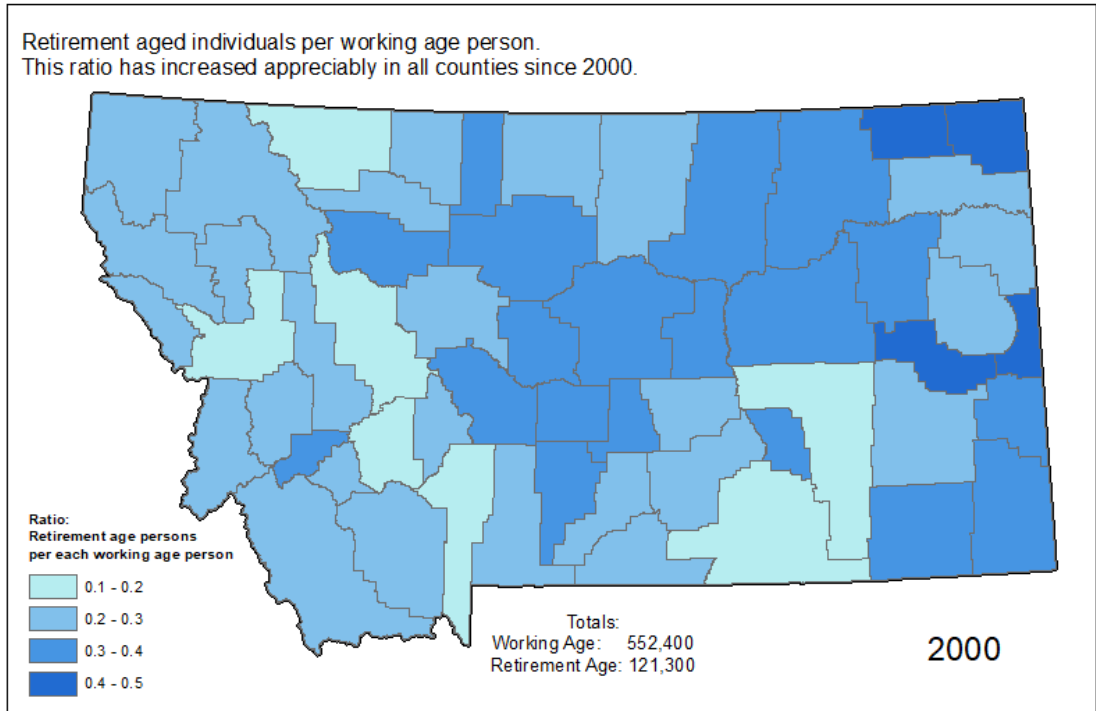 Retirement aged individuals per working age person.
This ratio has increased appreciably in all counties since 2000.
Ratio:
Retirement age persons
per each working age person
0.1 - 0.2
0.2 - 0.3
0.3 - 0.4
0.4 - 0.5
Totals:
Working Age: 552,400
Retirement Age: 121,300
2000